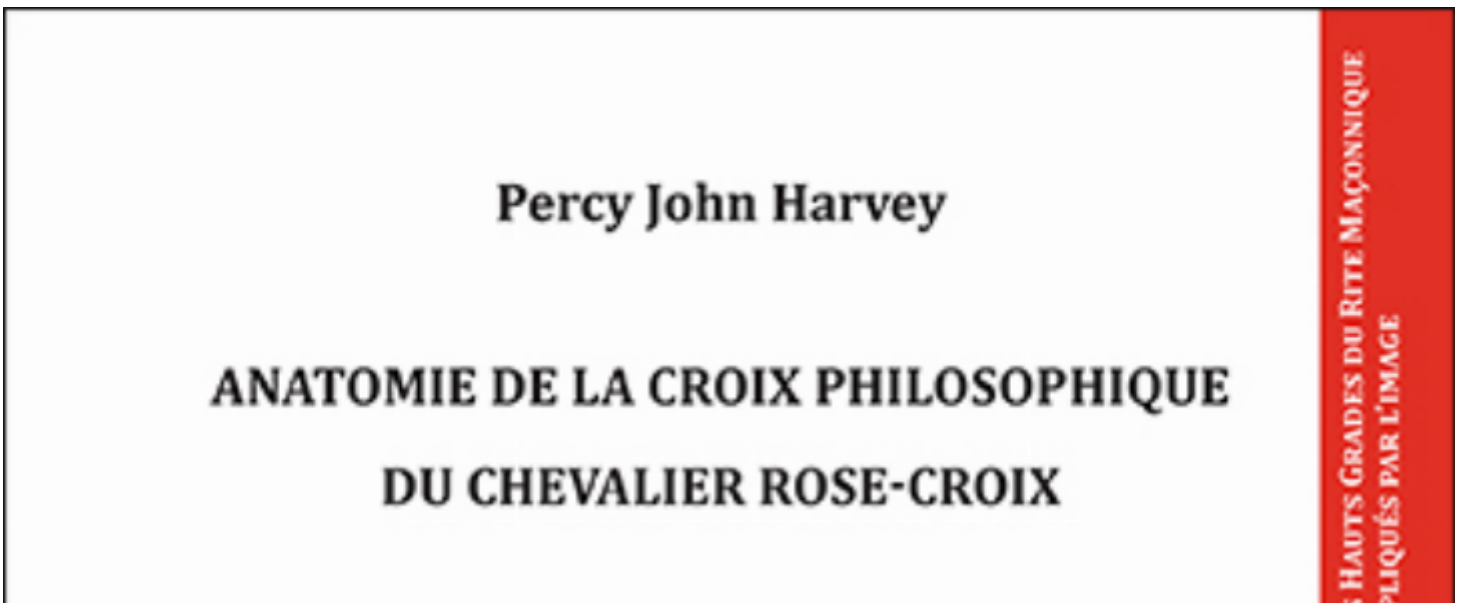 Percy John Harvey
ANATOMIE DE LA CROIX PHILOSOPHIQUE
DU CHEVALIER ROSE-CROIX
HAUTS GRADES DU RITE MAÇONNIQUE
PAR L'IMAGE